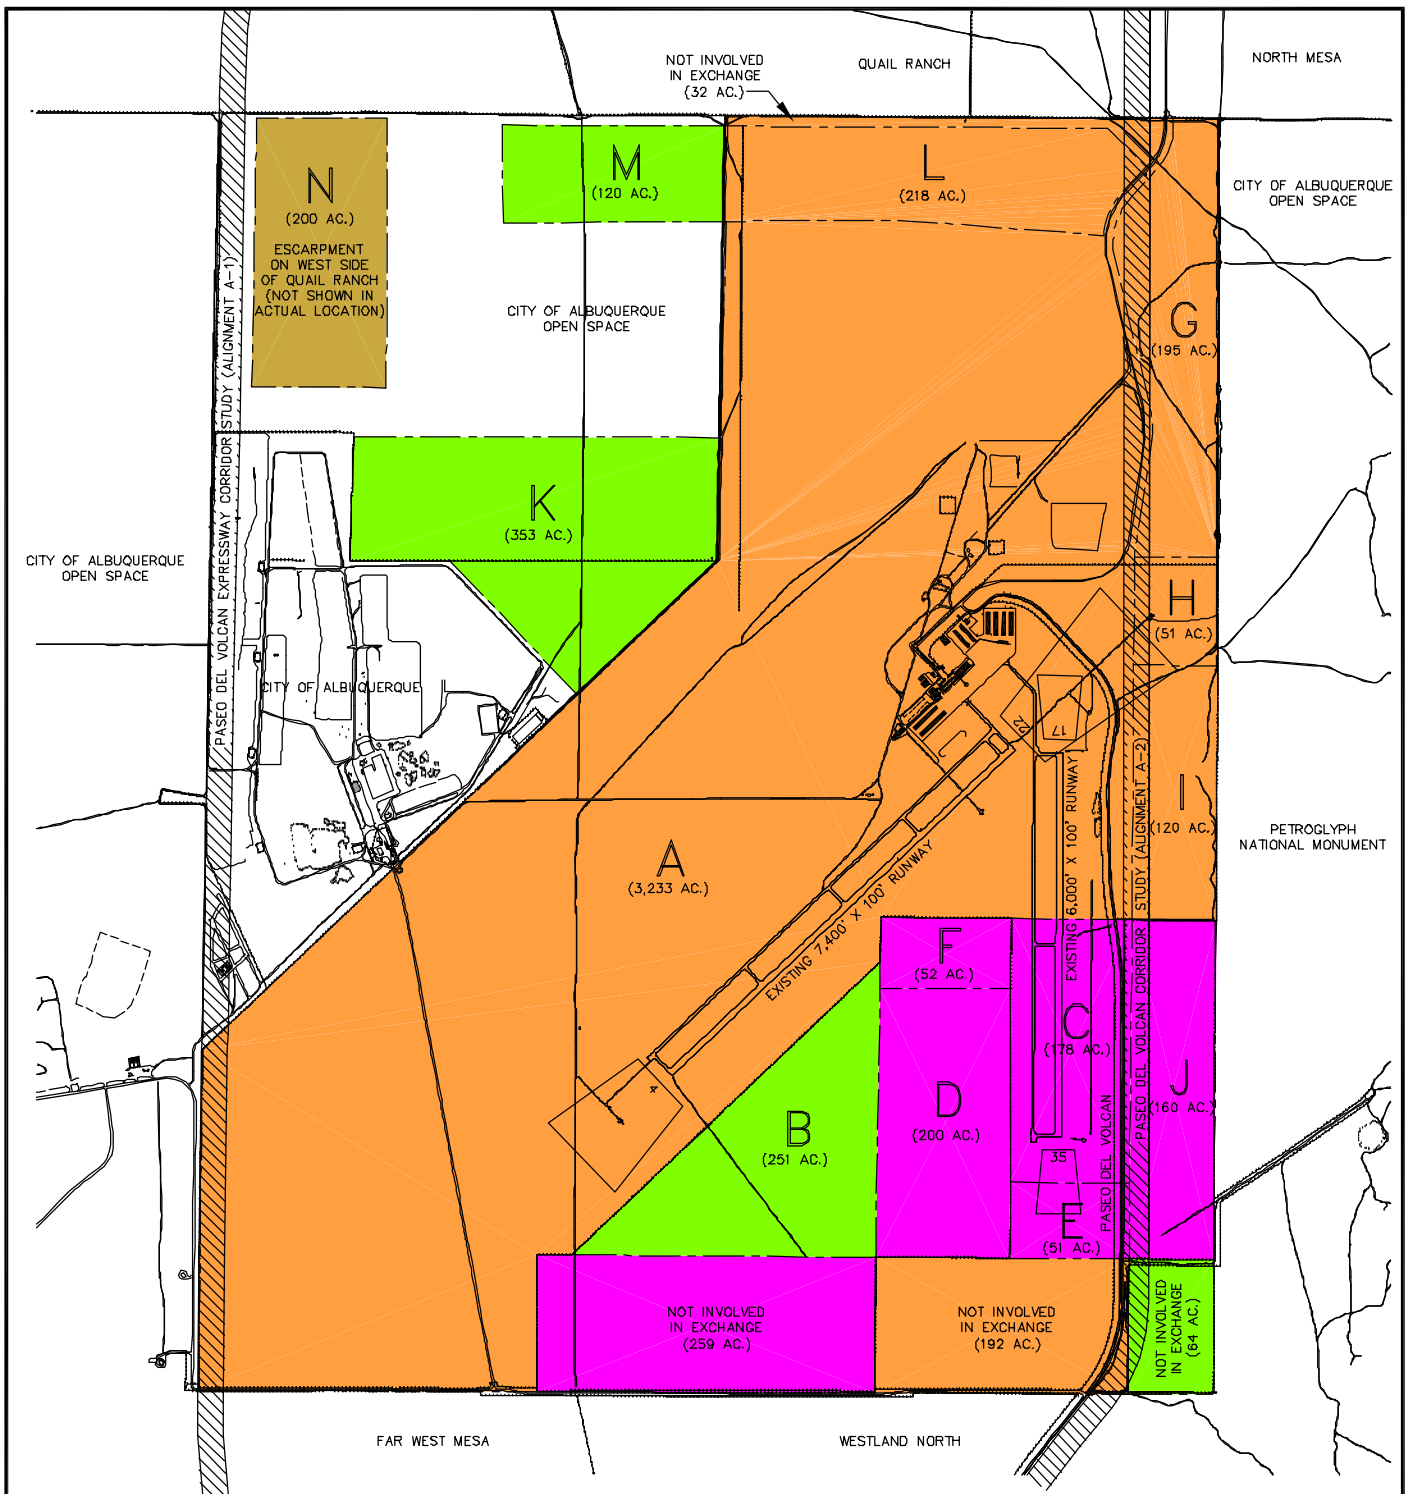 NOT INVOLVED
IN EXCHANGE
(32 AC.)
QUAIL RANCH
NORTH MESA
N
(200 AC.)
ESCARPMENT
ON WEST SIDE
OF QUAIL RANCH
(NOT SHOWN IN
ACTUAL LOCATION)
M
(120 AC.)
L
(218 AC.)
CITY OF ALBUQUERQUE
OPEN SPACE
CITY OF ALBUQUERQUE
OPEN SPACE
G
(195 AC.)
PASEO DEL VOLCAN EXPRESSWAY CORRIDOR STUDY (ALIGNMENT A-1)
K
(353 AC.)
CITY OF ALBUQUERQUE
OPEN SPACE
H
(51 AC.)
CITY OF ALBUQUERQUE
22
17
I
(120 AC.)
PETROGLYPH
NATIONAL MONUMENT
A
(3,233 AC.)
EXISTING 7,400' X 100' RUNWAY
EXISTING 6,000' X 100' RUNWAY
PASEO DEL VOLCAN CORRIDOR STUDY (ALIGNMENT A-2)
F
(52 AC.)
C
(178 AC.)
J
(160 AC.)
4
B
(251 AC.)
D
(200 AC.)
PASEO DEL VOLCAN
35
E
(51 AC.)
NOT INVOLVED
IN EXCHANGE
(259 AC.)
NOT INVOLVED
IN EXCHANGE
(192 AC.)
NOT INVOLVED
IN EXCHANGE
(64 AC.)
FAR WEST MESA
WESTLAND NORTH